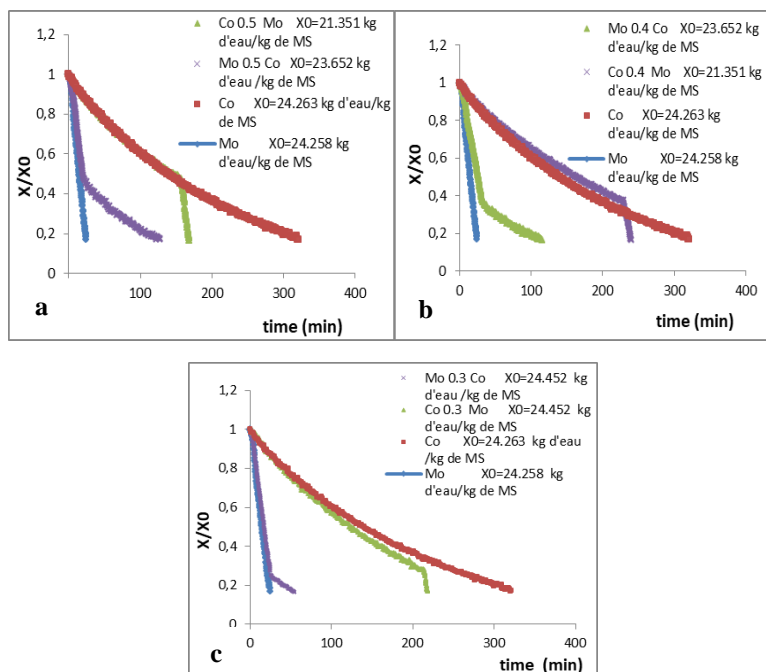 1,2
1
0,8
0,6
0,4
0,2
0
X/X0
0
100
200
300
400
time (min)
a
Co 0.5 Mo X0=21.351 kg
d'eau/kg de MS
Mo 0.5 Co X0=23.652 kg
d'eau /kg de MS
Co X0=24.263 kg d'eau/kg
de MS
Mo X0=24.258 kg
d'eau/kg de MS
1,2
1
0,8
0,6
0,4
0,2
0
X/X0
0
100
200
300
400
time (min)
b
Mo 0.4 Co X0=23.652 kg
d'eau/kg de MS
Co 0.4 Mo X0=21.351 kg
d'eau/kg de MS
Co X0=24.263 kg
d'eau/kg de MS
Mo X0=24.258 kg
d'eau/kg de MS
1,2
1
0,8
0,6
0,4
0,2
0
X/X0
0
100
200
300
400
time (min)
c
Mo 0.3 Co X0=24.452 kg
d'eau /kg de MS
Co 0.3 Mo X0=24.452 kg
d'eau/kg de MS
Co X0=24.263 kg d'eau
/kg de MS
Mo X0=24.258 kg
d'eau/kg de MS